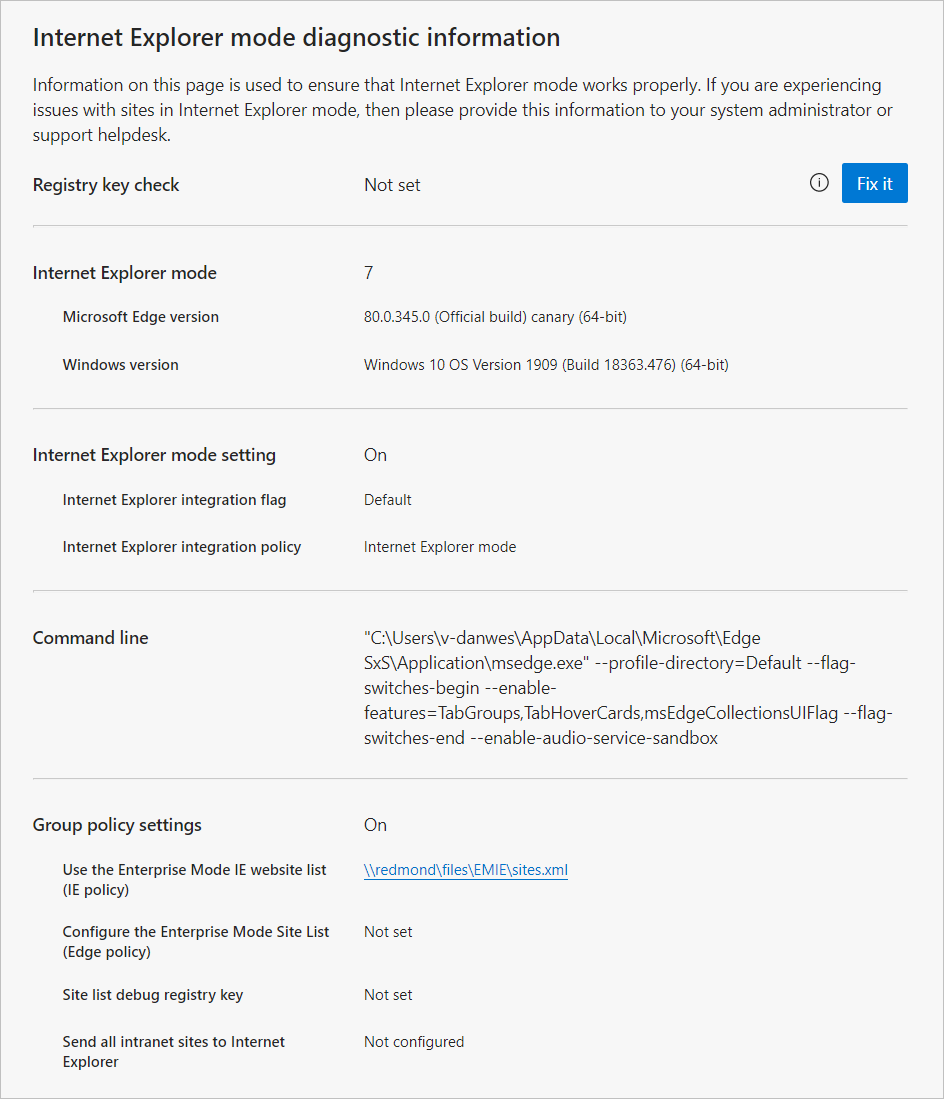 Internet Explorer mode diagnostic information
Information on this page is used to ensure that Internet Explorer mode works properly. If you are experiencing
issues with sites in Internet Explorer mode, then please provide this information to your system administrator or
support helpdesk.
Registry key check Not set Fix it
Internet Explorer mode 7
Microsoft Edge version 80.0.345.0 (Official build) canary (64-bit)
Windows version Windows 10 OS Version 1909 (Build 18363.476) (64-bit)
Internet Explorer mode setting On
Internet Explorer integration flag Default
Internet Explorer integration policy Internet Explorer mode
Command line "C:\Users\v-danwes\AppData\Local\Microsoft\Edge
SxS\Application\msedge.exe" --profile-directory=Default --flag-
switches-begin --enable-
features=TabGroups,TabHoverCards,msEdgeCollectionsUIFlag --flag-
switches-end --enable-audio-service-sandbox
Group policy settings On
Use the Enterprise Mode IE website list \\redmond\files\EMIE\sites.xml
(IE policy)
Configure the Enterprise Mode Site List Not set
(Edge policy)
Site list debug registry key Not set
Send all intranet sites to Internet Not configured
Explorer